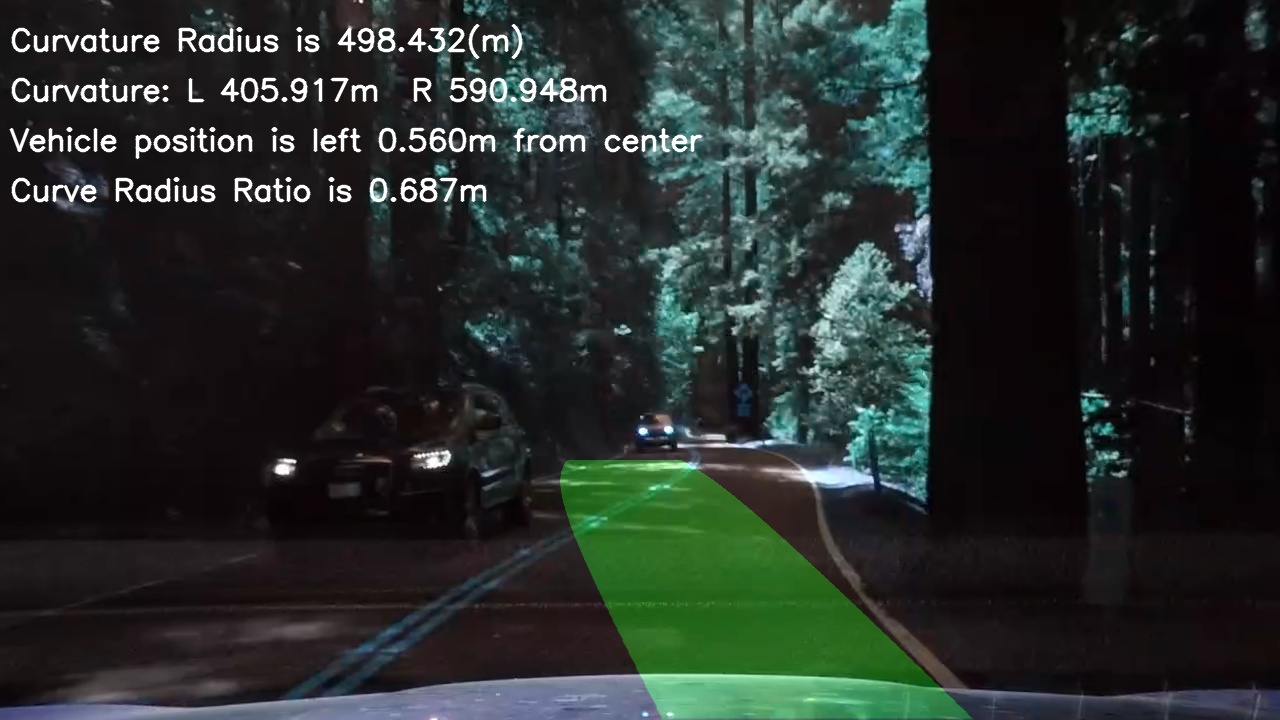 Curvature Radius is 498.432(m)
Curvature: L 405.917m R 590.948m
Vehicle position is left 0.560m from center
Curve Radius Ratio is 0.687m